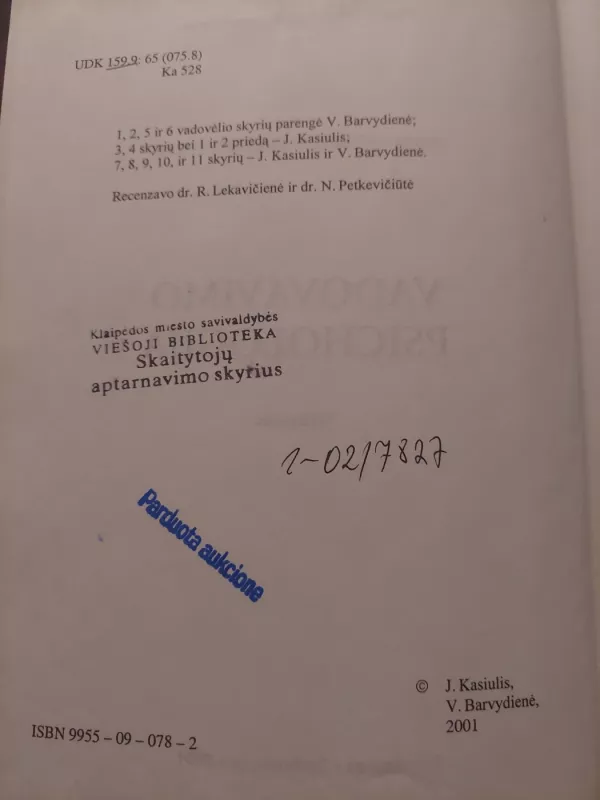 UDK 159.9: 65 (075.8)
Ka 528
1, 2, 5 ir 6 vadovėlio skyrių parengė V. Barvydienė;
3, 4 skyrių bei 1 ir 2 priedą – J. Kasiulis;
7, 8, 9, 10, ir 11 skyrių – J. Kasiulis ir V. Barvydienė.
Recenzavo dr. R. Lekavičienė ir dr. N. Petkevičiūtė
VADOVAVIMO
Klaipėdos miesto savivaldybės
VIEŠOJI BIBLIOTEKA
Skaitytojų
aptarnavimo skyrius
1-02/7827
Parduota aukcione
© J. Kasiulis,
V. Barvydienė,
2001
ISBN 9955 – 09 – 078 – 2